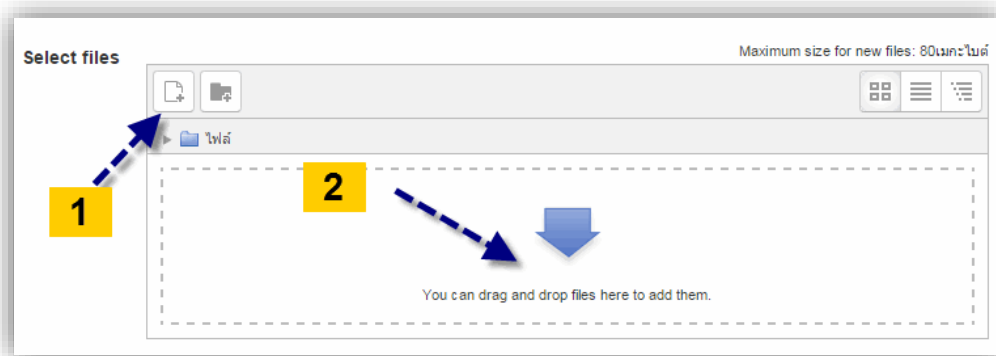 Maximum size for new files: 80เมกะไบต์
Select files
ไฟล์
1
2
You can drag and drop files here to add them.